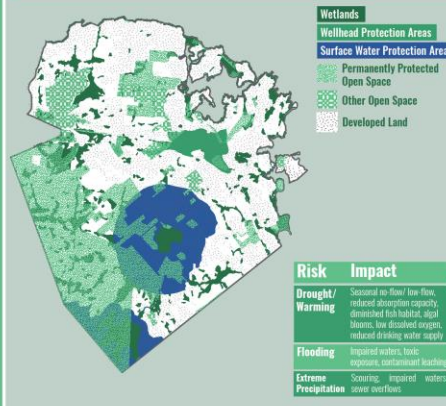 Wetlands
Wellhead Protection Areas
Surface Water Protection Area
Permanently Protected
Open Space
Other Open Space
Developed Land
Risk Impact
Drought/
Warming
Seasonal no-flow/ low-flow,
reduced absorption capacity,
diminished fish habitat, algal
blooms, low dissolved oxygen,
reduced drinking water supply
Flooding
Impaired waters, toxic
exposure, contaminant leaching
Extreme
Precipitation
Scouring, impaired waters
sewer overflows